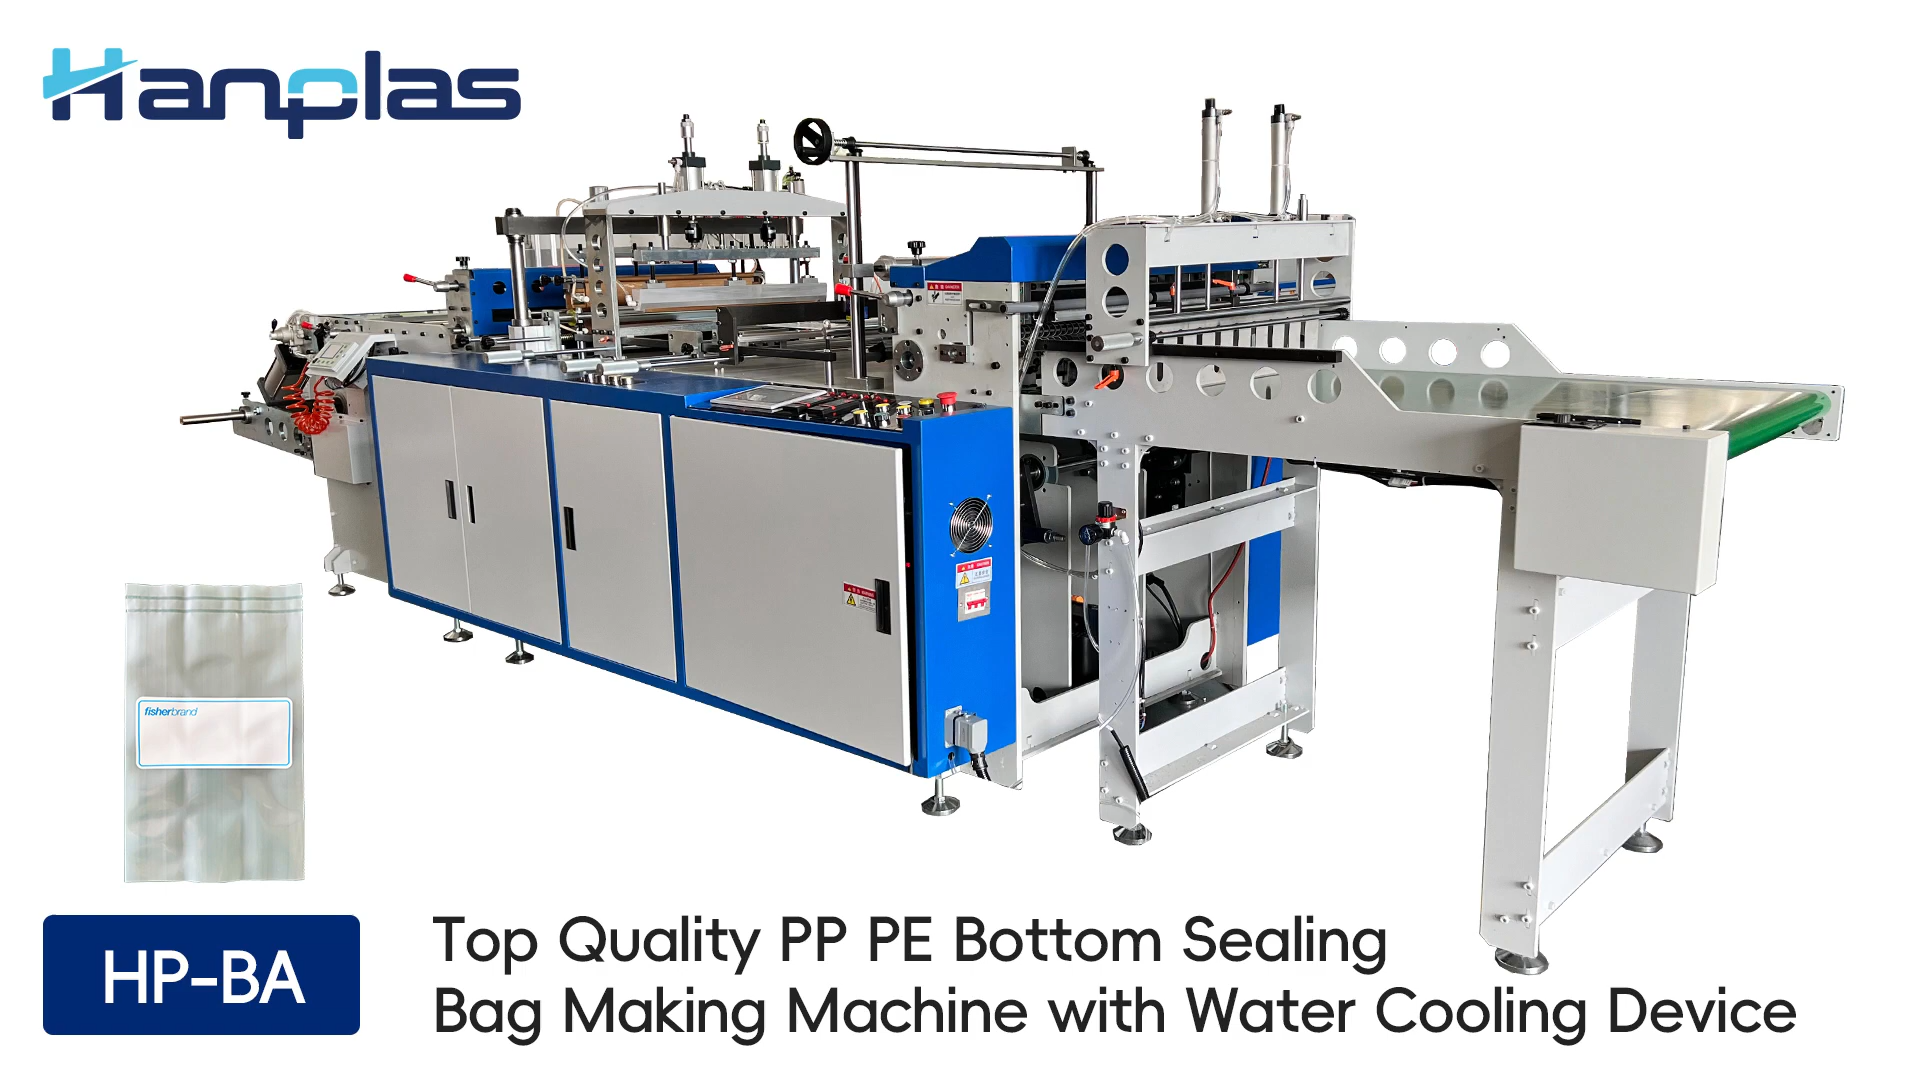 Hanplas
fisherbrand
HP-BA
Top Quality PP PE Bottom Sealing
Bag Making Machine with Water Cooling Device